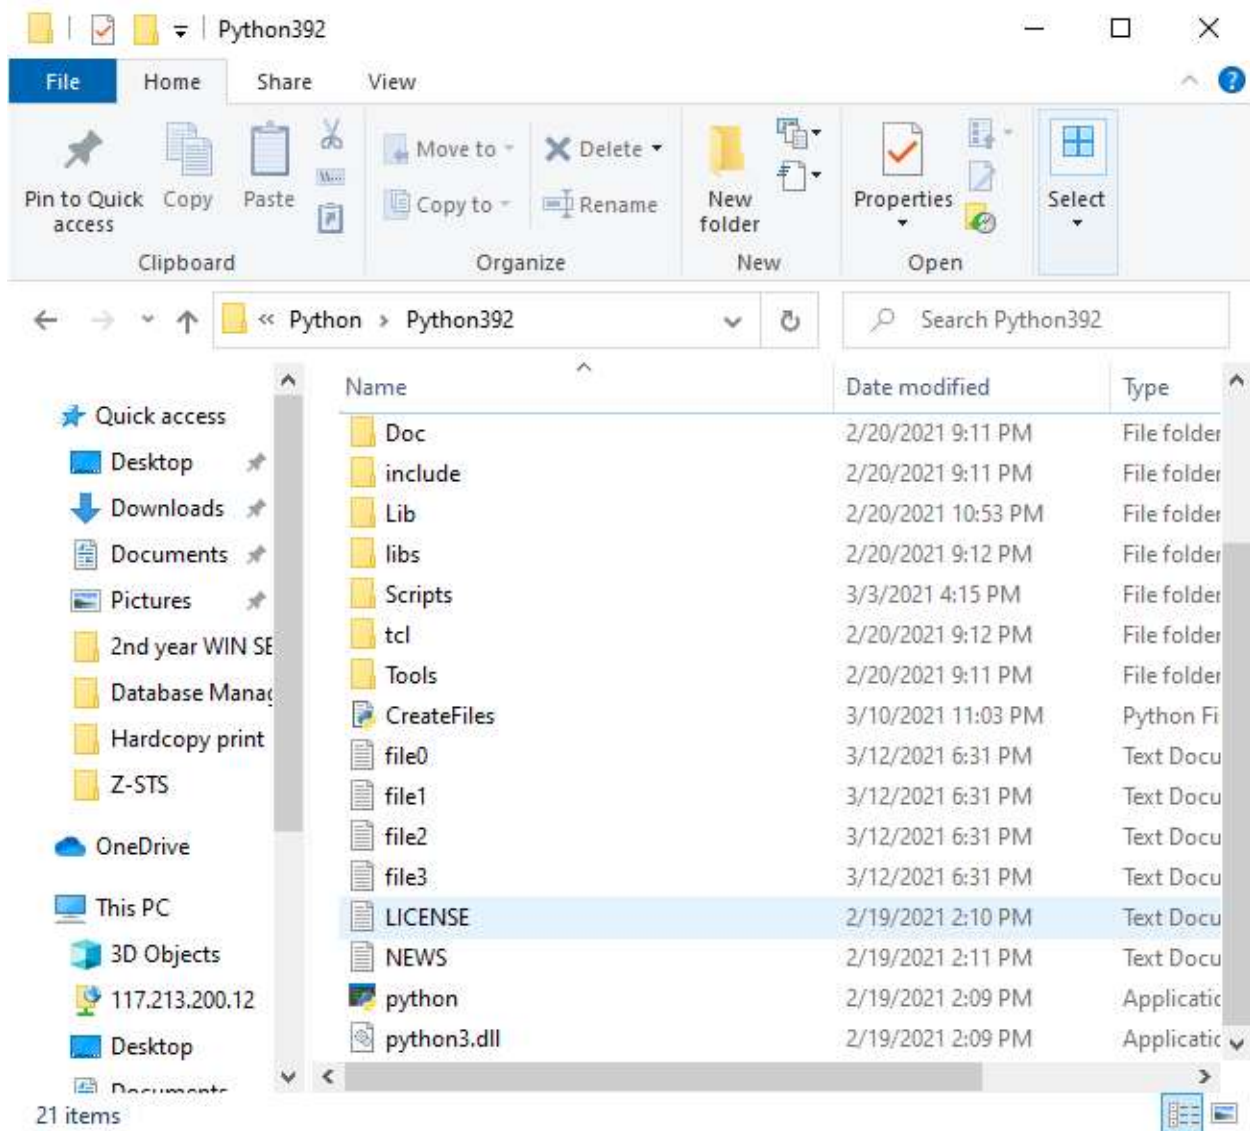 Python392
File Home Share View
Pin to Quick access Copy Paste
Move to Delete
Copy to Rename
New folder
Properties
Select
Clipboard Organize New Open
« Python > Python392 Search Python392
Name Date modified Type
Quick access
Desktop
Downloads
Documents
Pictures
2nd year WIN SE
Database Manag
Hardcopy print
Z-STS
OneDrive
This PC
3D Objects
117.213.200.12
Desktop
Documents
Doc 2/20/2021 9:11 PM File folder
include 2/20/2021 9:11 PM File folder
Lib 2/20/2021 10:53 PM File folder
libs 2/20/2021 9:12 PM File folder
Scripts 3/3/2021 4:15 PM File folder
tcl 2/20/2021 9:12 PM File folder
Tools 2/20/2021 9:11 PM File folder
CreateFiles 3/10/2021 11:03 PM Python Fi
file0 3/12/2021 6:31 PM Text Docu
file1 3/12/2021 6:31 PM Text Docu
file2 3/12/2021 6:31 PM Text Docu
file3 3/12/2021 6:31 PM Text Docu
LICENSE 2/19/2021 2:10 PM Text Docu
NEWS 2/19/2021 2:11 PM Text Docu
python 2/19/2021 2:09 PM Applicatic
python3.dll 2/19/2021 2:09 PM Applicatic
21 items